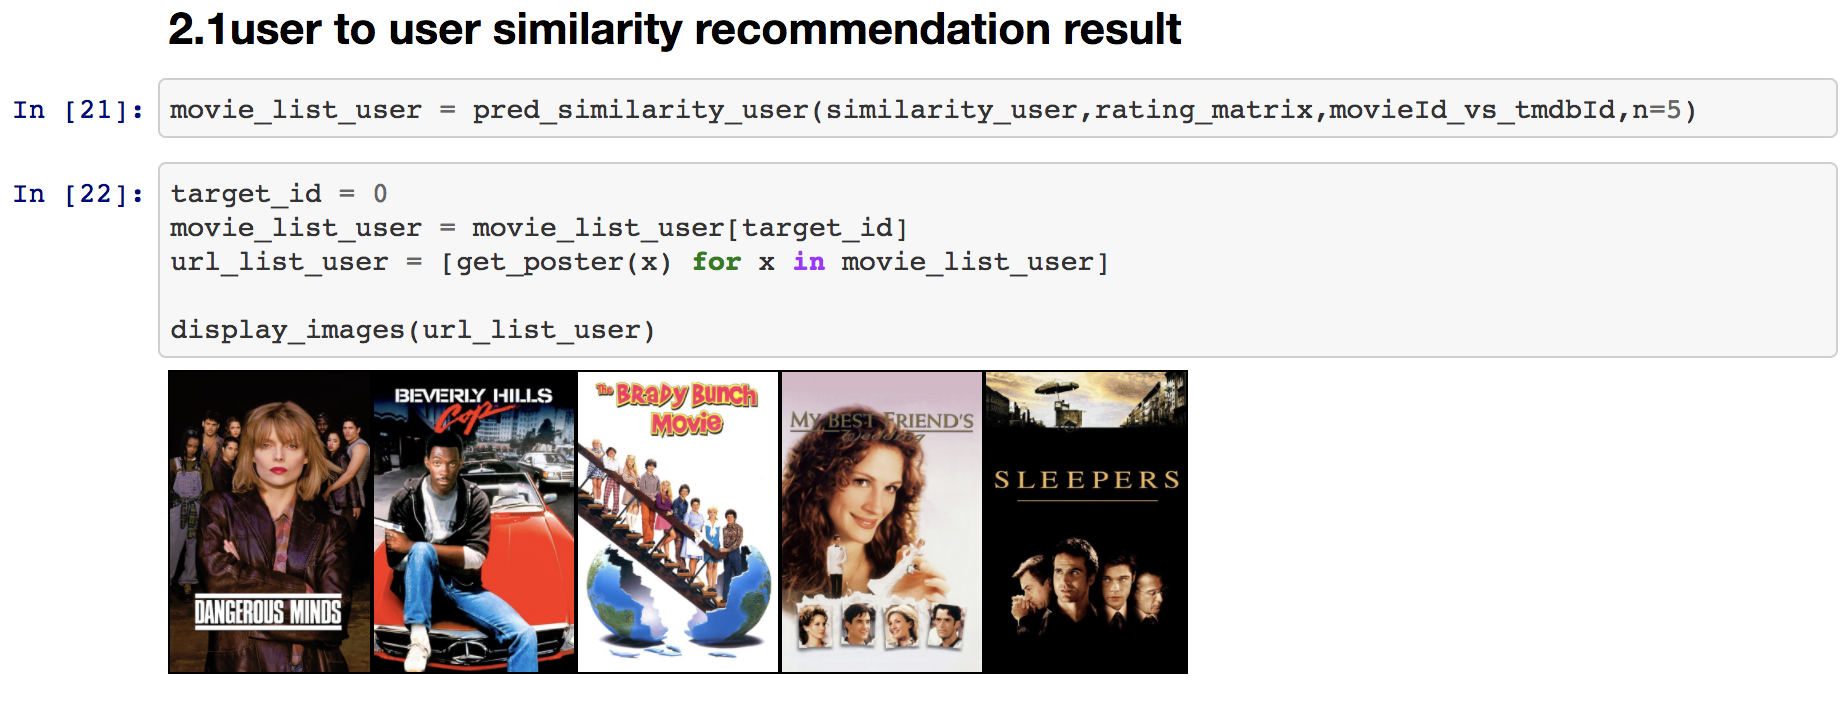 2.1user to user similarity recommendation result
In [21]: movie_list_user = pred_similarity_user(similarity_user,rating_matrix,movieId_vs_tmdbId,n=5)
In [22]: target_id = 0
movie_list_user = movie_list_user[target_id]
url_list_user = [get_poster(x) for x in movie_list_user]
display_images(url_list_user)
DANGEROUS MINDS
BEVERLY HILLS
Cop
The BRADY BUNCH
MOVIE
MY BEST FRIEND'S
Wedding
SLEEPERS